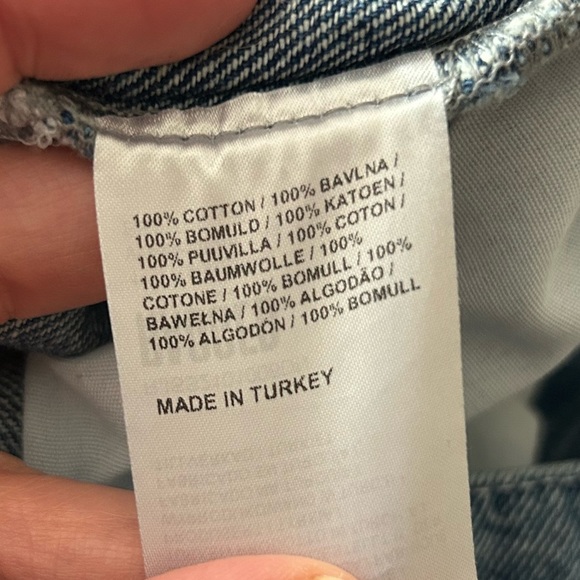 100% COTTON / 100% BAVLNA /
100% BOMULD / 100% KATOEN /
100% PUUVILLA / 100% COTON /
100% BAUMWOLLE / 100%
COTONE / 100% BOMULL / 100%
BAWEŁNA / 100% ALGODÃO /
100% ALGODÓN / 100% BOMULL
MADE IN TURKEY